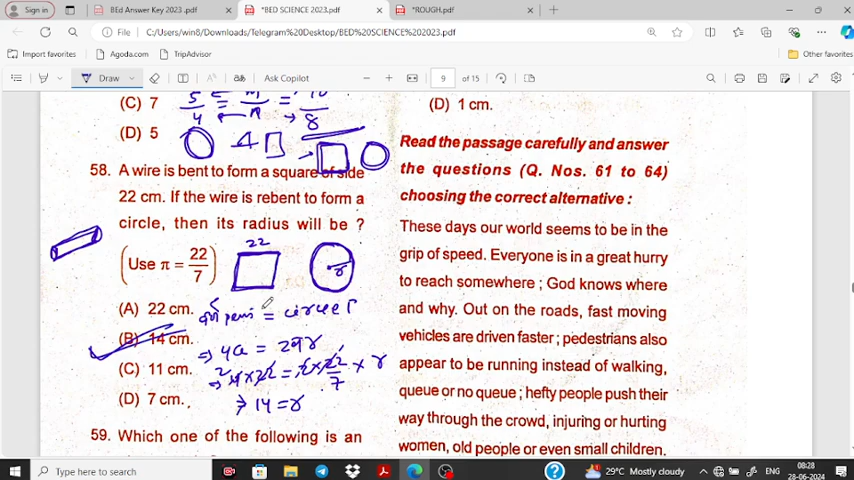 Sign in
BEd Answer Key 2023 .pdf
*BED SCIENCE 2023.pdf
*ROUGH.pdf
File
C:/Users/win8/Downloads/Telegram%20Desktop/BED%20SCIENCE%202023.pdf
Import favorites
Agoda.com
TripAdvisor
Other favorites
Draw
Ask Copilot
9
of 15
(C) 7
(D) 5
58. A wire is bent to form a square of side
22 cm. If the wire is rebent to form a
circle, then its radius will be ?
(Use π = 22/7)
22
r
(A) 22 cm.
(B) 14 cm.
(C) 11 cm.
(D) 7 cm.
⇒ 4a = 2πr
⇒ 4×22 = 2×22/7 × r
⇒ 14 = r
59. Which one of the following is an
(D) 1 cm.
Read the passage carefully and answer
the questions (Q. Nos. 61 to 64)
choosing the correct alternative :
These days our world seems to be in the
grip of speed. Everyone is in a great hurry
to reach somewhere ; God knows where
and why. Out on the roads, fast moving
vehicles are driven faster ; pedestrians also
appear to be running instead of walking,
queue or no queue ; hefty people push their
way through the crowd, injuring or hurting
women, old people or even small children.
Type here to search
29°C Mostly cloudy
ENG
08:28
28-06-2024